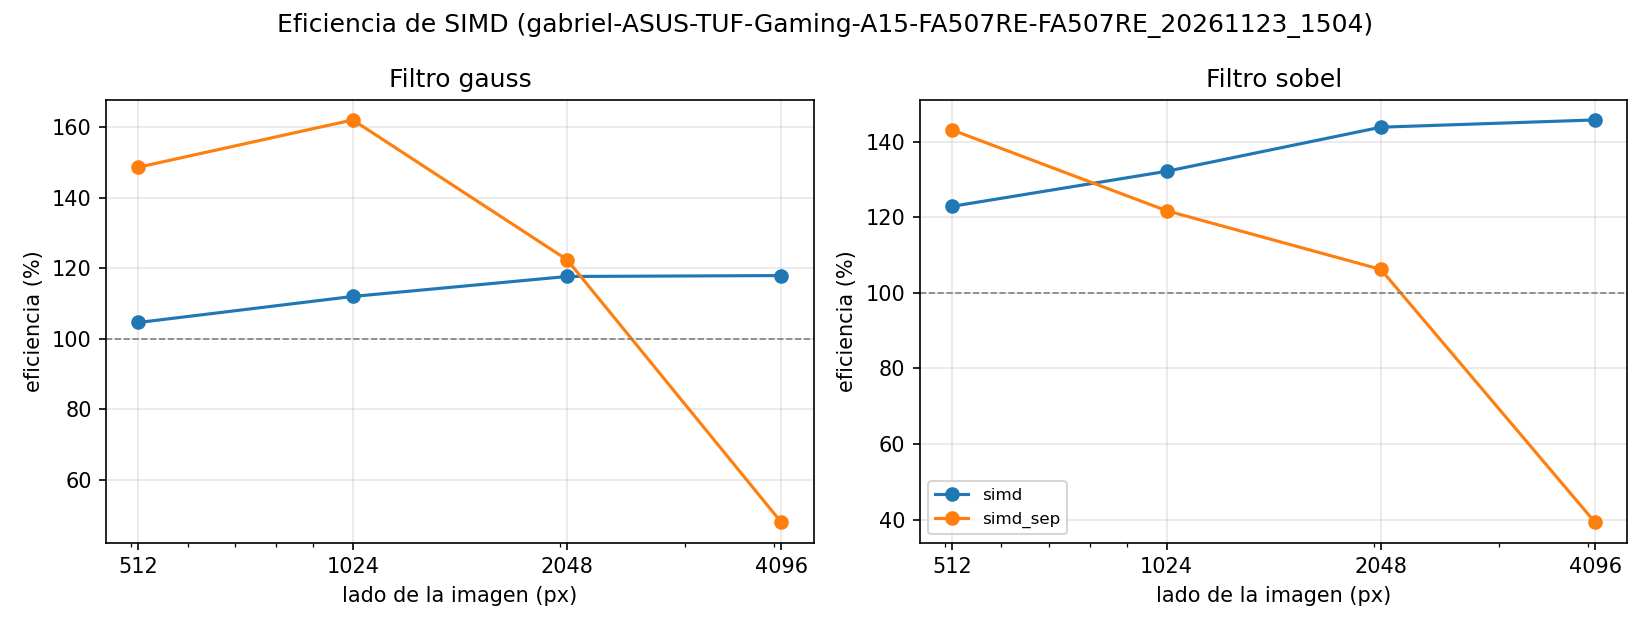 Eficiencia de SIMD (gabriel-ASUS-TUF-Gaming-A15-FA507RE-FA507RE_20261123_1504)
Filtro gauss
eficiencia (%)
160
140
120
100
80
60
512 1024 2048 4096
lado de la imagen (px)
Filtro sobel
eficiencia (%)
140
120
100
80
60
40
simd
simd_sep
512 1024 2048 4096
lado de la imagen (px)